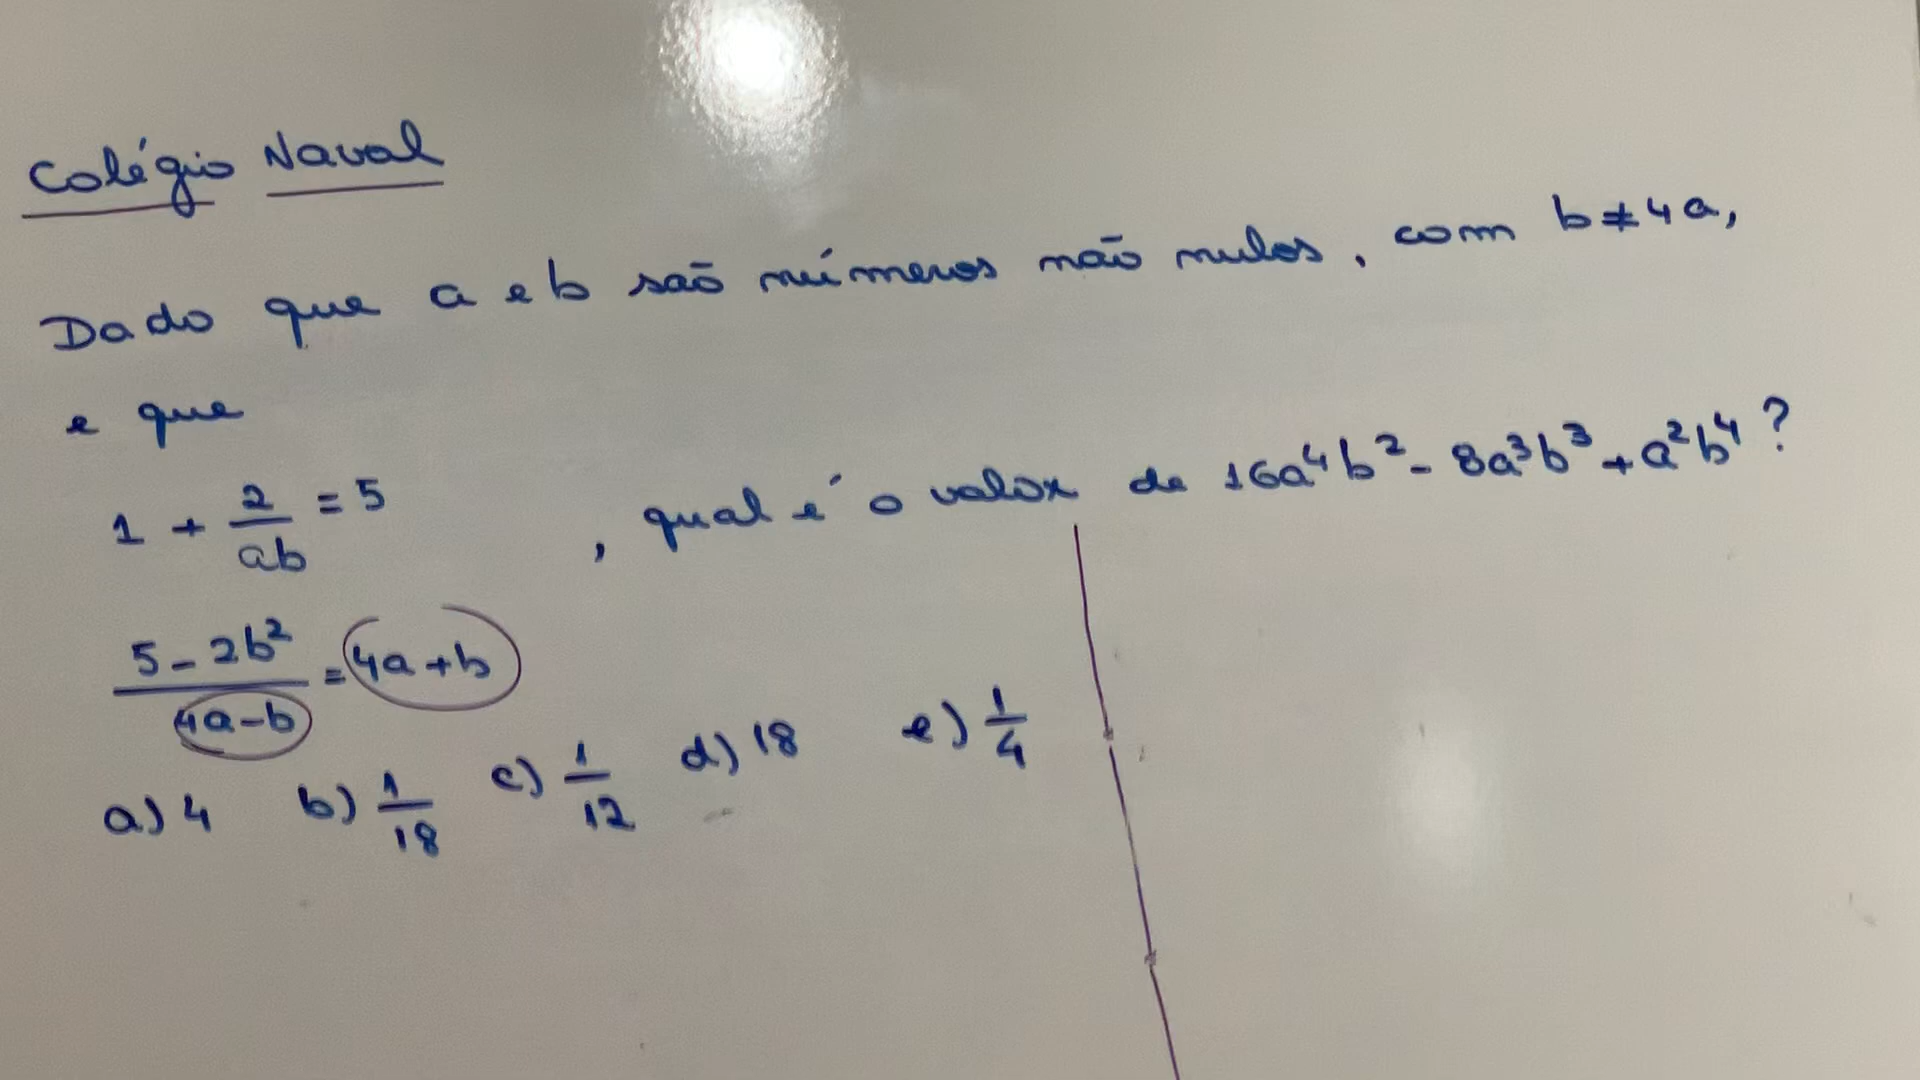 Colégio Naval
Dado que a e b são números não nulos, com b ≠ 4a,
e que
1 + 2/ab = 5 , qual é o valor de 16a⁴b² - 8a³b³ + a²b⁴ ?
(5 - 2b²)/(4a - b) = 4a + b
a) 4 b) 1/18 c) 1/12 d) 18 e) 1/4